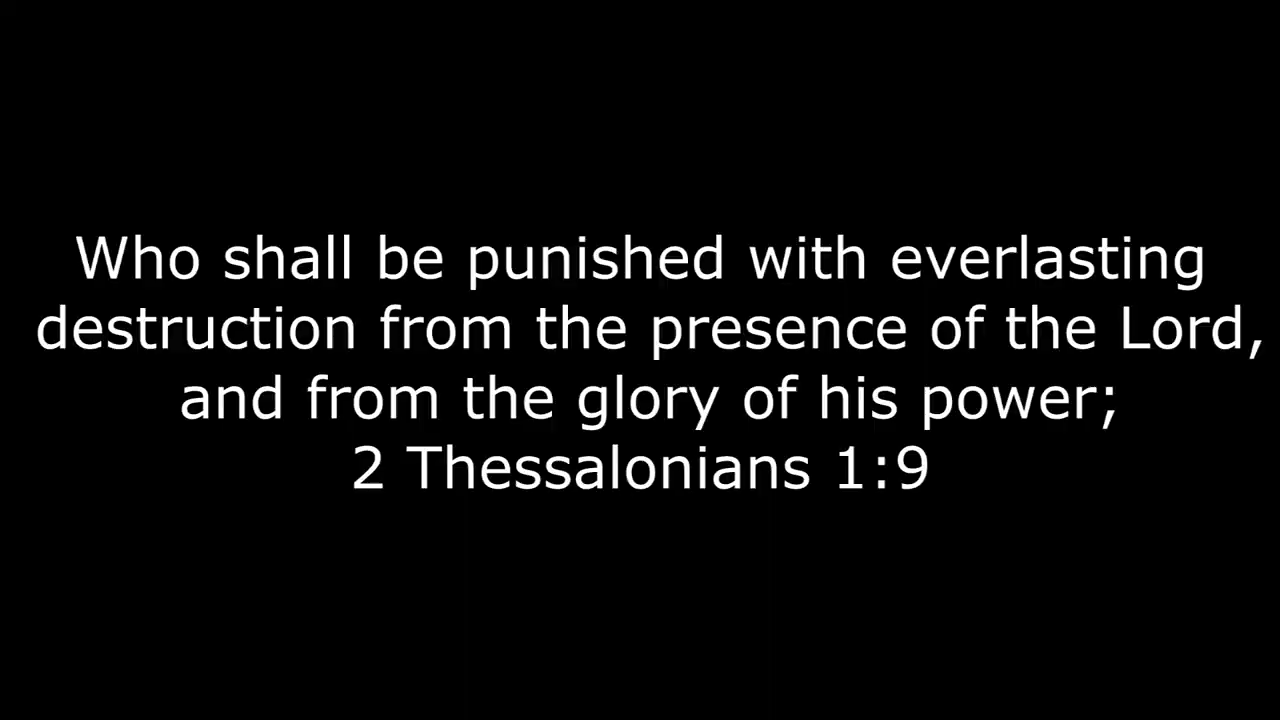 Who shall be punished with everlasting
destruction from the presence of the Lord,
and from the glory of his power;
2 Thessalonians 1:9